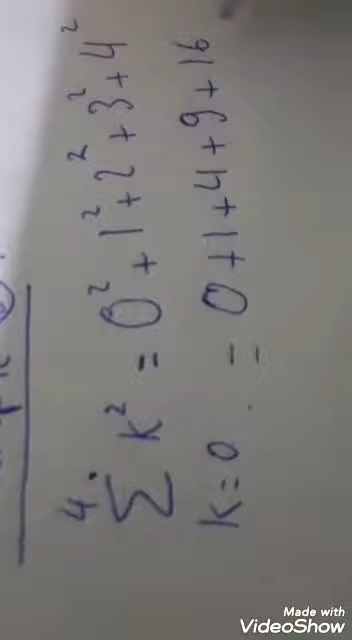 4
∑ k² = 0² + 1² + 2² + 3² + 4²
k=0 = 0 + 1 + 4 + 9 + 16
=
Made with
VideoShow